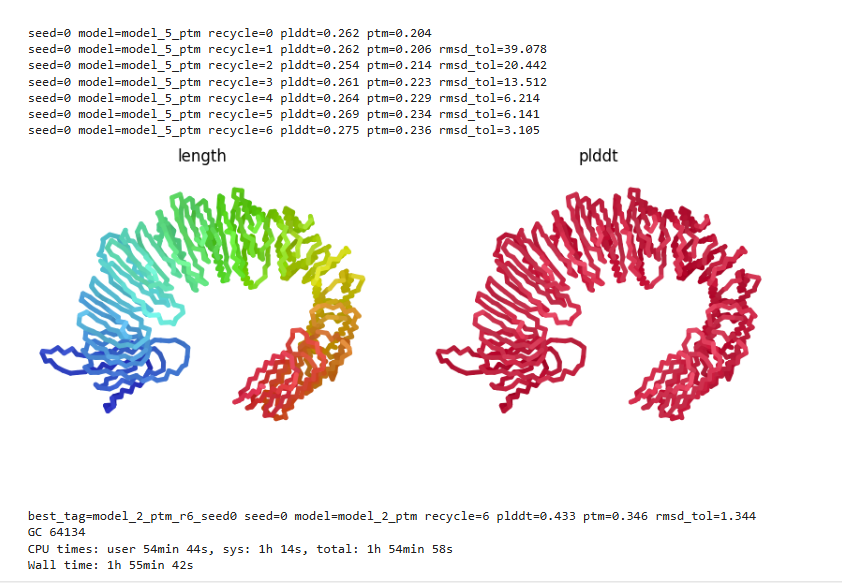 seed=0 model=model_5_ptm recycle=0 plddt=0.262 ptm=0.204
seed=0 model=model_5_ptm recycle=1 plddt=0.262 ptm=0.206 rmsd_tol=39.078
seed=0 model=model_5_ptm recycle=2 plddt=0.254 ptm=0.214 rmsd_tol=20.442
seed=0 model=model_5_ptm recycle=3 plddt=0.261 ptm=0.223 rmsd_tol=13.512
seed=0 model=model_5_ptm recycle=4 plddt=0.264 ptm=0.229 rmsd_tol=6.214
seed=0 model=model_5_ptm recycle=5 plddt=0.269 ptm=0.234 rmsd_tol=6.141
seed=0 model=model_5_ptm recycle=6 plddt=0.275 ptm=0.236 rmsd_tol=3.105
length
plddt
best_tag=model_2_ptm_r6_seed0 seed=0 model=model_2_ptm recycle=6 plddt=0.433 ptm=0.346 rmsd_tol=1.344
GC 64134
CPU times: user 54min 44s, sys: 1h 14s, total: 1h 54min 58s
Wall time: 1h 55min 42s